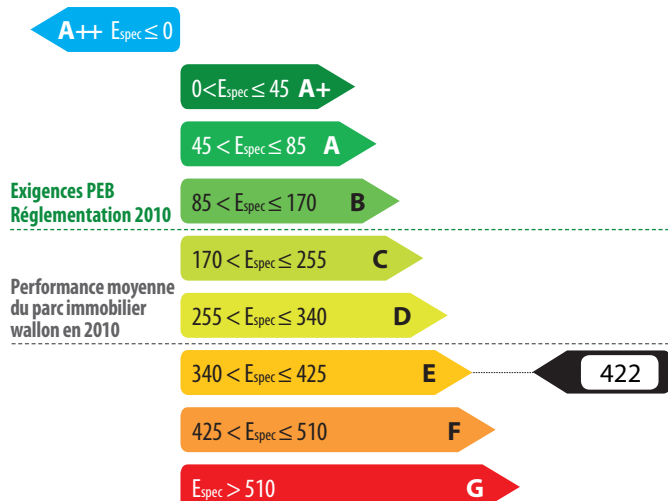 A++ Espec ≤ 0
0<Espec ≤ 45 A+
45 < Espec ≤ 85 A
Exigences PEB
Réglementation 2010
85 < Espec ≤ 170 B
170 < Espec ≤ 255 C
Performance moyenne
du parc immobilier
wallon en 2010
255 < Espec ≤ 340 D
340 < Espec ≤ 425 E
422
425 < Espec ≤ 510 F
Espec > 510 G